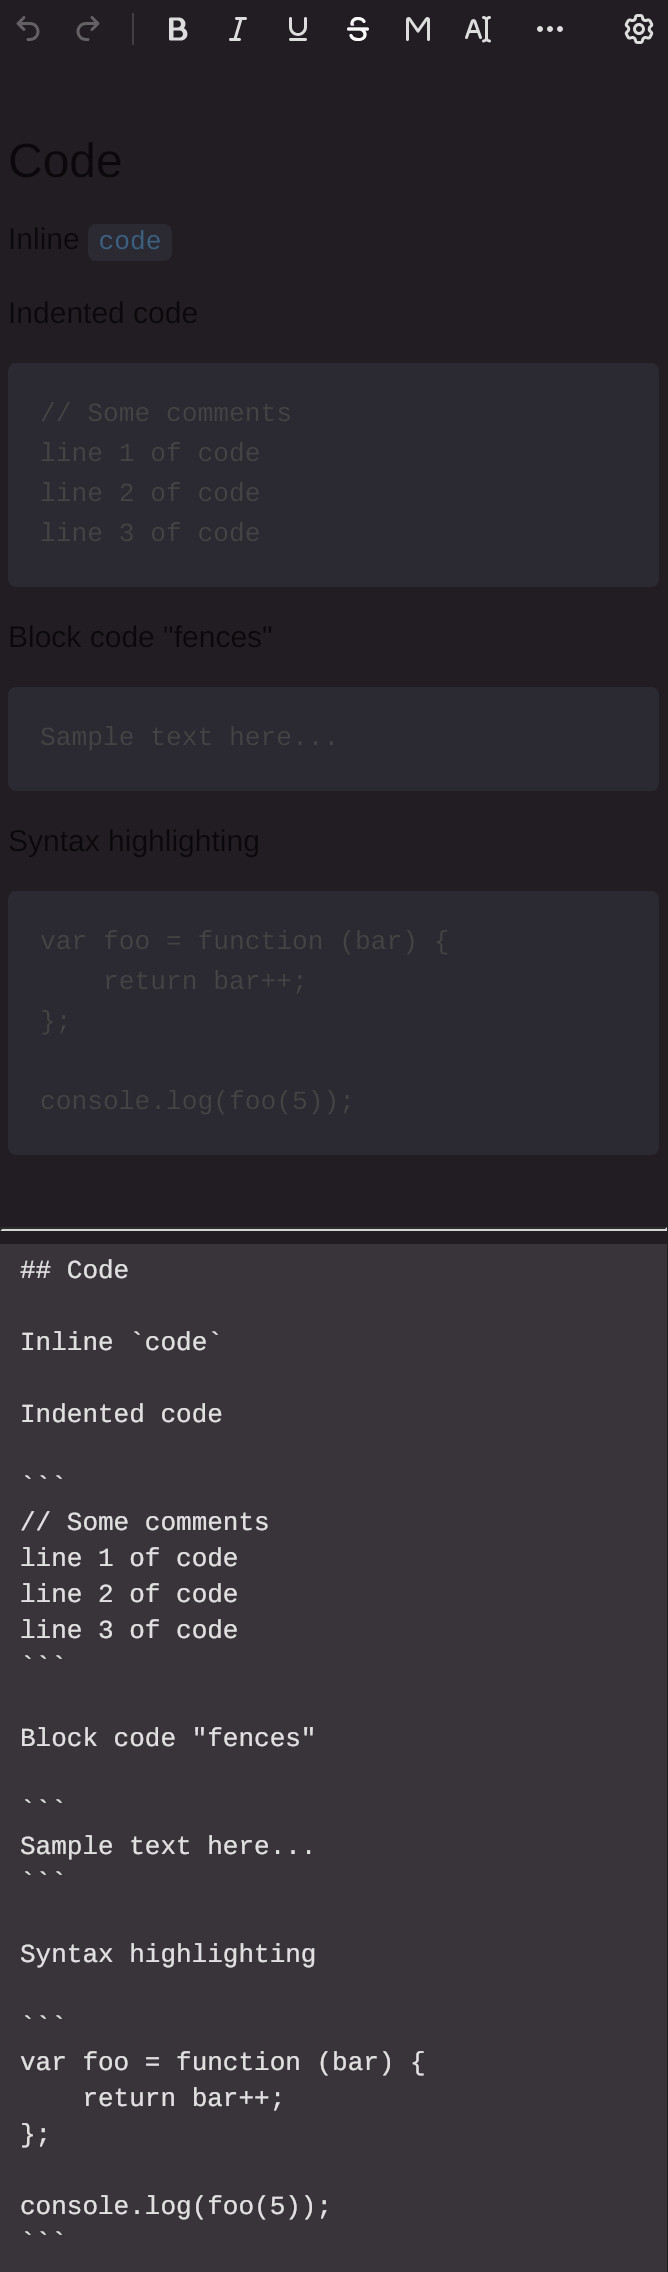 B I U S M AI ...
Code
Inline code
Indented code
// Some comments
line 1 of code
line 2 of code
line 3 of code
Block code "fences"
Sample text here...
Syntax highlighting
var foo = function (bar) {
    return bar++;
};
console.log(foo(5));
## Code
Inline `code`
Indented code
```
// Some comments
line 1 of code
line 2 of code
line 3 of code
```
Block code "fences"
```
Sample text here...
```
Syntax highlighting
```
var foo = function (bar) {
    return bar++;
};
console.log(foo(5));
```